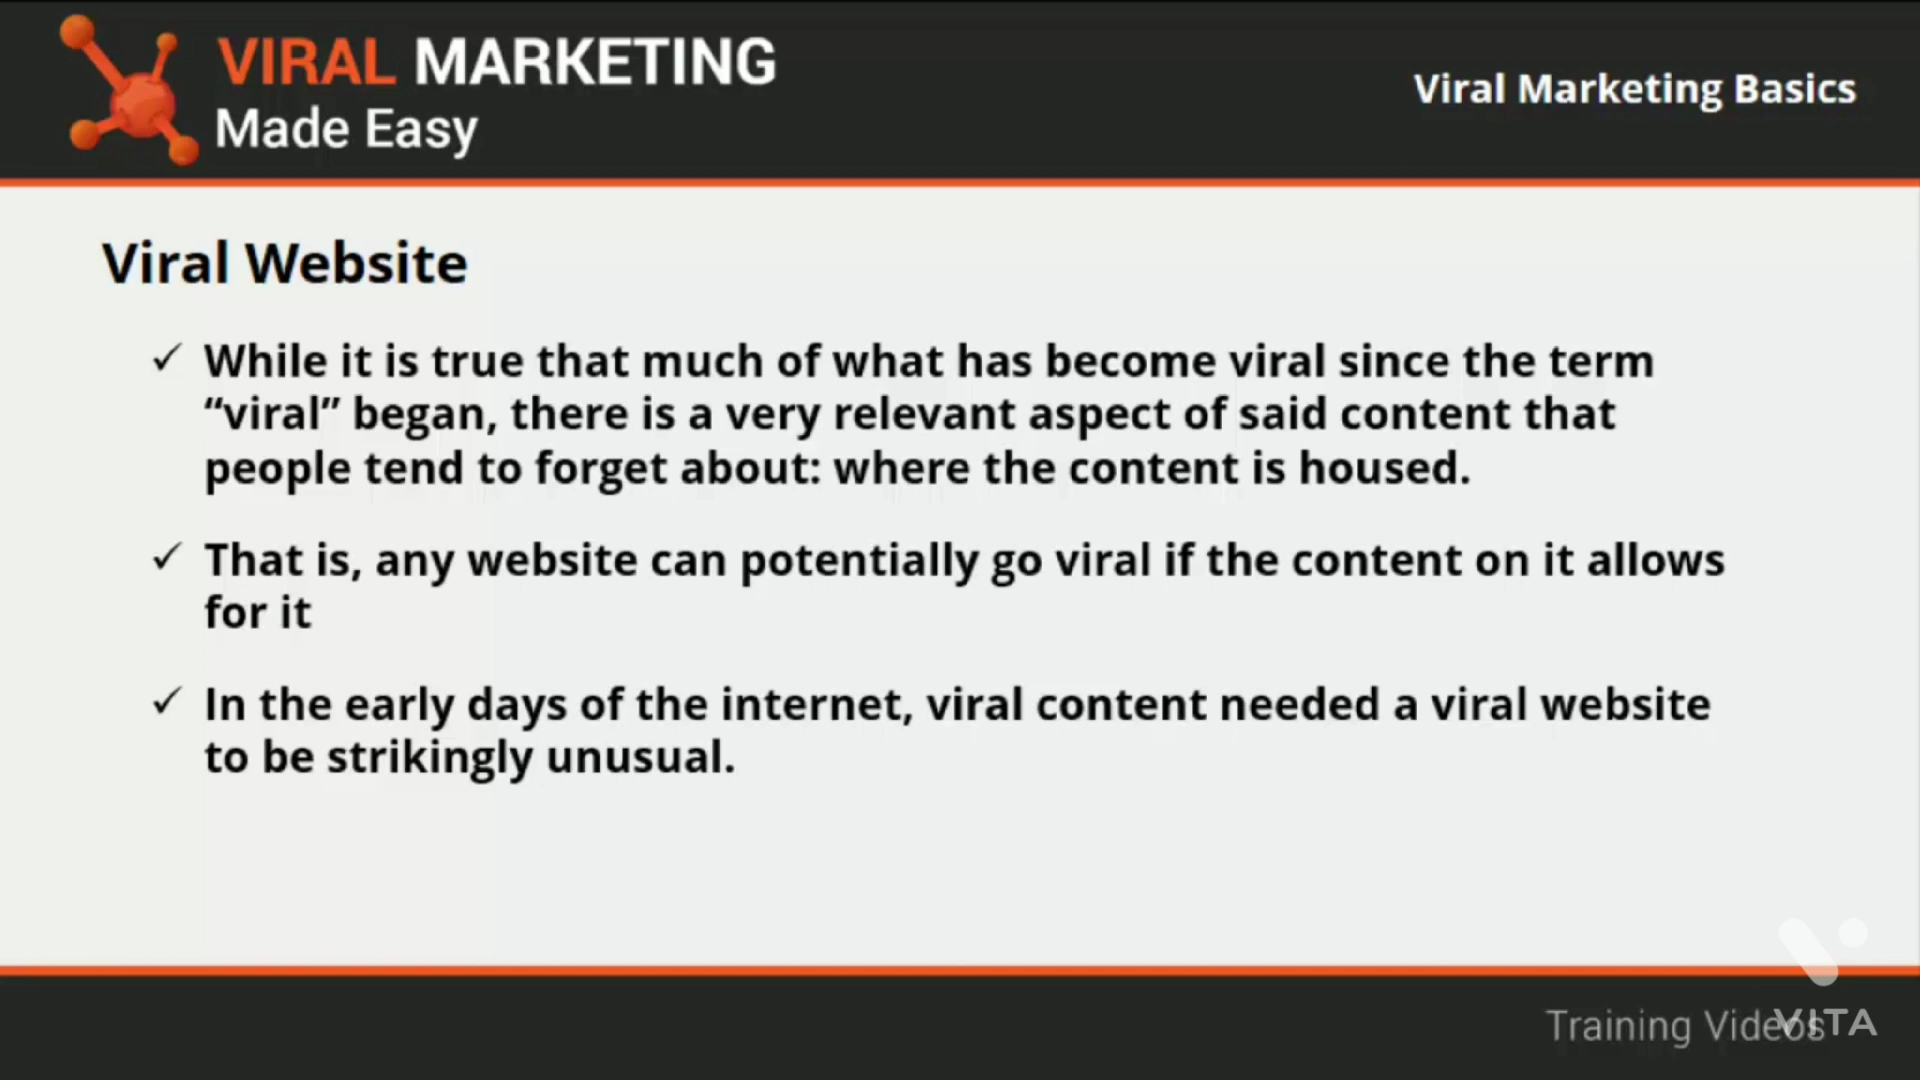 VIRAL MARKETING
Made Easy
Viral Marketing Basics
Viral Website
✓ While it is true that much of what has become viral since the term
“viral” began, there is a very relevant aspect of said content that
people tend to forget about: where the content is housed.
✓ That is, any website can potentially go viral if the content on it allows
for it
✓ In the early days of the internet, viral content needed a viral website
to be strikingly unusual.
Training Videos
VITA